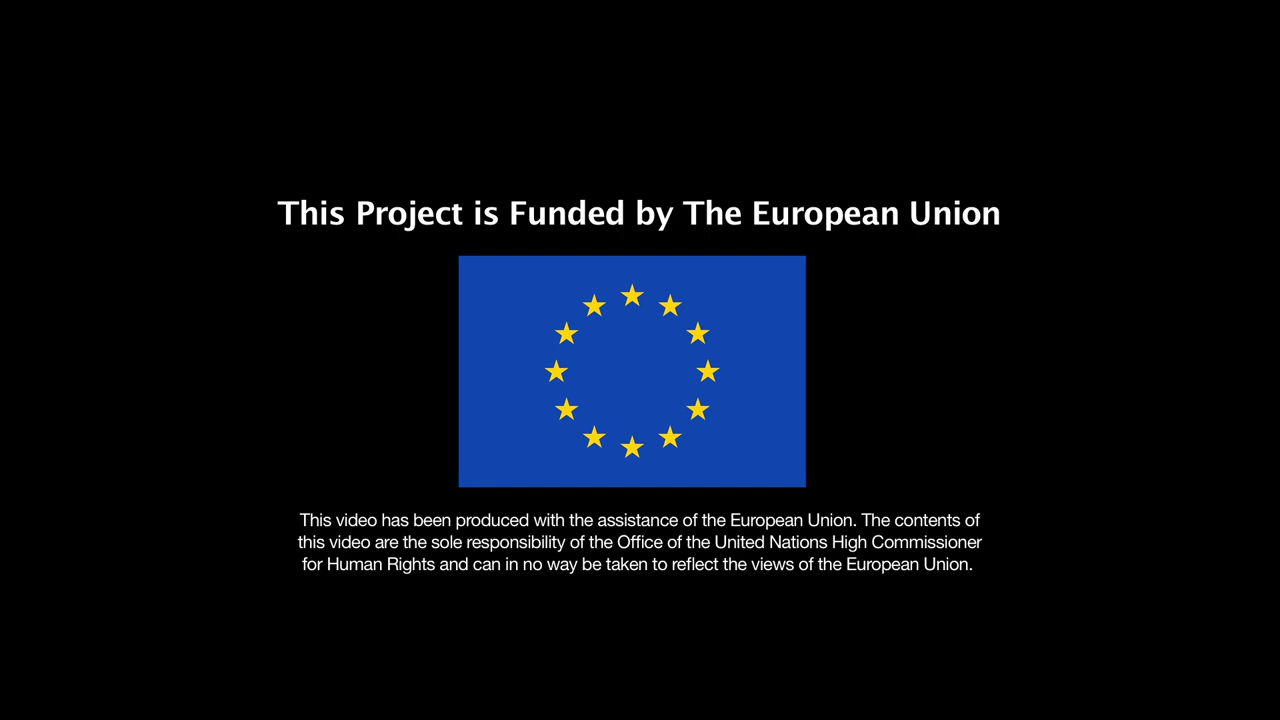 This Project is Funded by The European Union
This video has been produced with the assistance of the European Union. The contents of
this video are the sole responsibility of the Office of the United Nations High Commissioner
for Human Rights and can in no way be taken to reflect the views of the European Union.